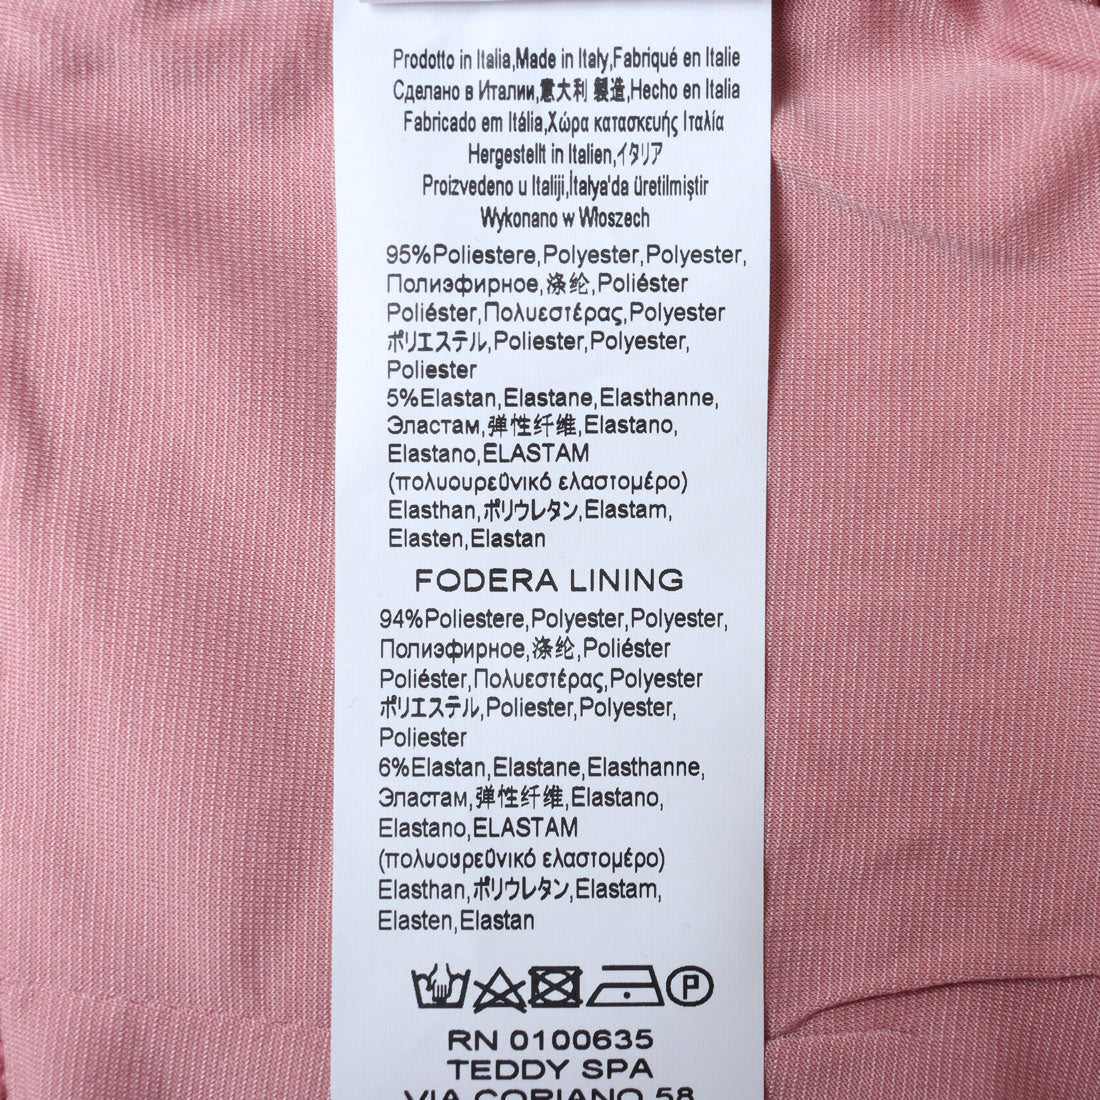 Prodotto in Italia,Made in Italy,Fabriqué en Italie
Сделано в Италии,意大利 製造,Hecho en Italia
Fabricado em Itália,Χώρα κατασκευής Ιταλία
Hergestellt in Italien,イタリア
Proizvedeno u Italiji,İtalya'da üretilmiştir
Wykonano w Włoszech
95%Poliestere,Polyester,Polyester,
Полиэфирное,涤纶,Poliéster
Poliéster,Πολυεστέρας,Polyester
ポリエステル,Poliester,Polyester,
Poliester
5%Elastan,Elastane,Elasthanne,
Эластам,弹性纤维,Elastano,
Elastano,ELASTAM
(πολυουρεϋνικό ελαστομέρο)
Elasthan,ポリウレタン,Elastam,
Elasten,Elastan
FODERA LINING
94%Poliestere,Polyester,Polyester,
Полиэфирное,涤纶,Poliéster
Poliéster,Πολυεστέρας,Polyester
ポリエステル,Poliester,Polyester,
Poliester
6%Elastan,Elastane,Elasthanne,
Эластам,弹性纤维,Elastano,
Elastano,ELASTAM
(πολυουρεϋνικό ελαστομέρο)
Elasthan,ポリウレタン,Elastam,
Elasten,Elastan
P
RN 0100635
TEDDY SPA
VIA CORIANO 58